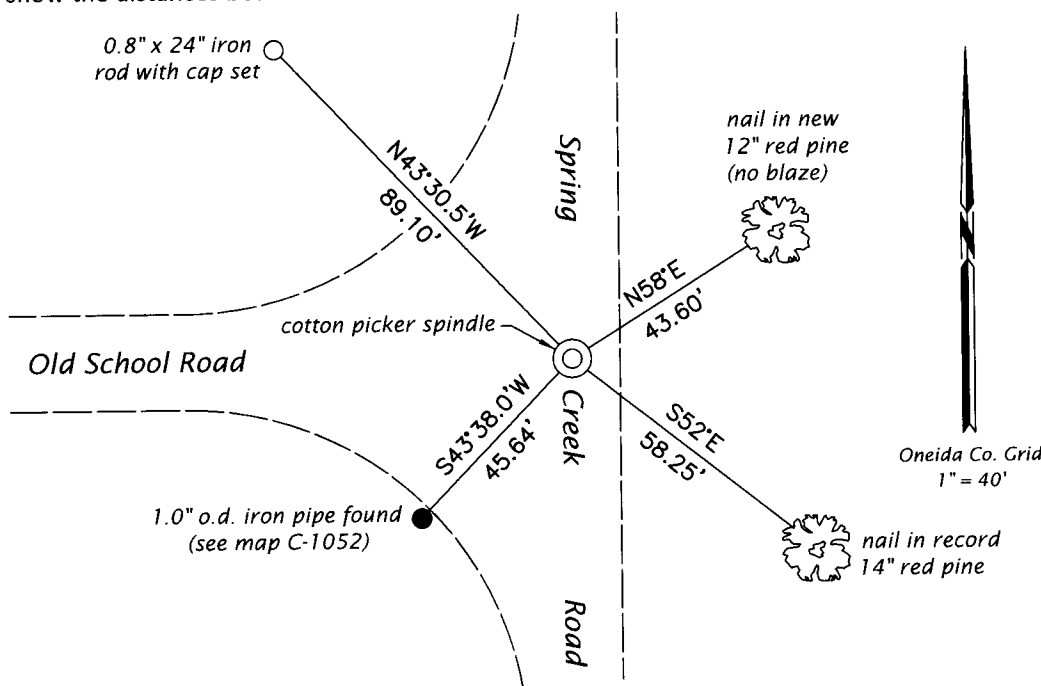 0.8" x 24" iron
rod with cap set
N43°30.5'W
89.10'
Spring
nail in new
12" red pine
(no blaze)
N58°E
43.60'
cotton picker spindle
Old School Road
Creek
S43°38.0'W
45.64'
S52°E
58.25'
N
Oneida Co. Grid
1" = 40'
1.0" o.d. iron pipe found
(see map C-1052)
nail in record
14" red pine
Road